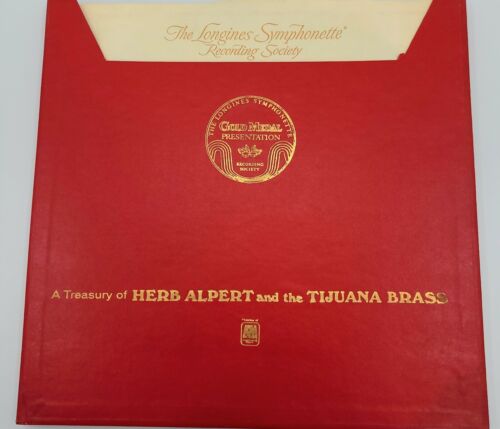 The Longines Symphonette
Recording Society
THE LONGINES SYMPHONETTE
GOLD MEDAL
PRESENTATION
RECORDING
SOCIETY
A Treasury of HERB ALPERT and the TIJUANA BRASS